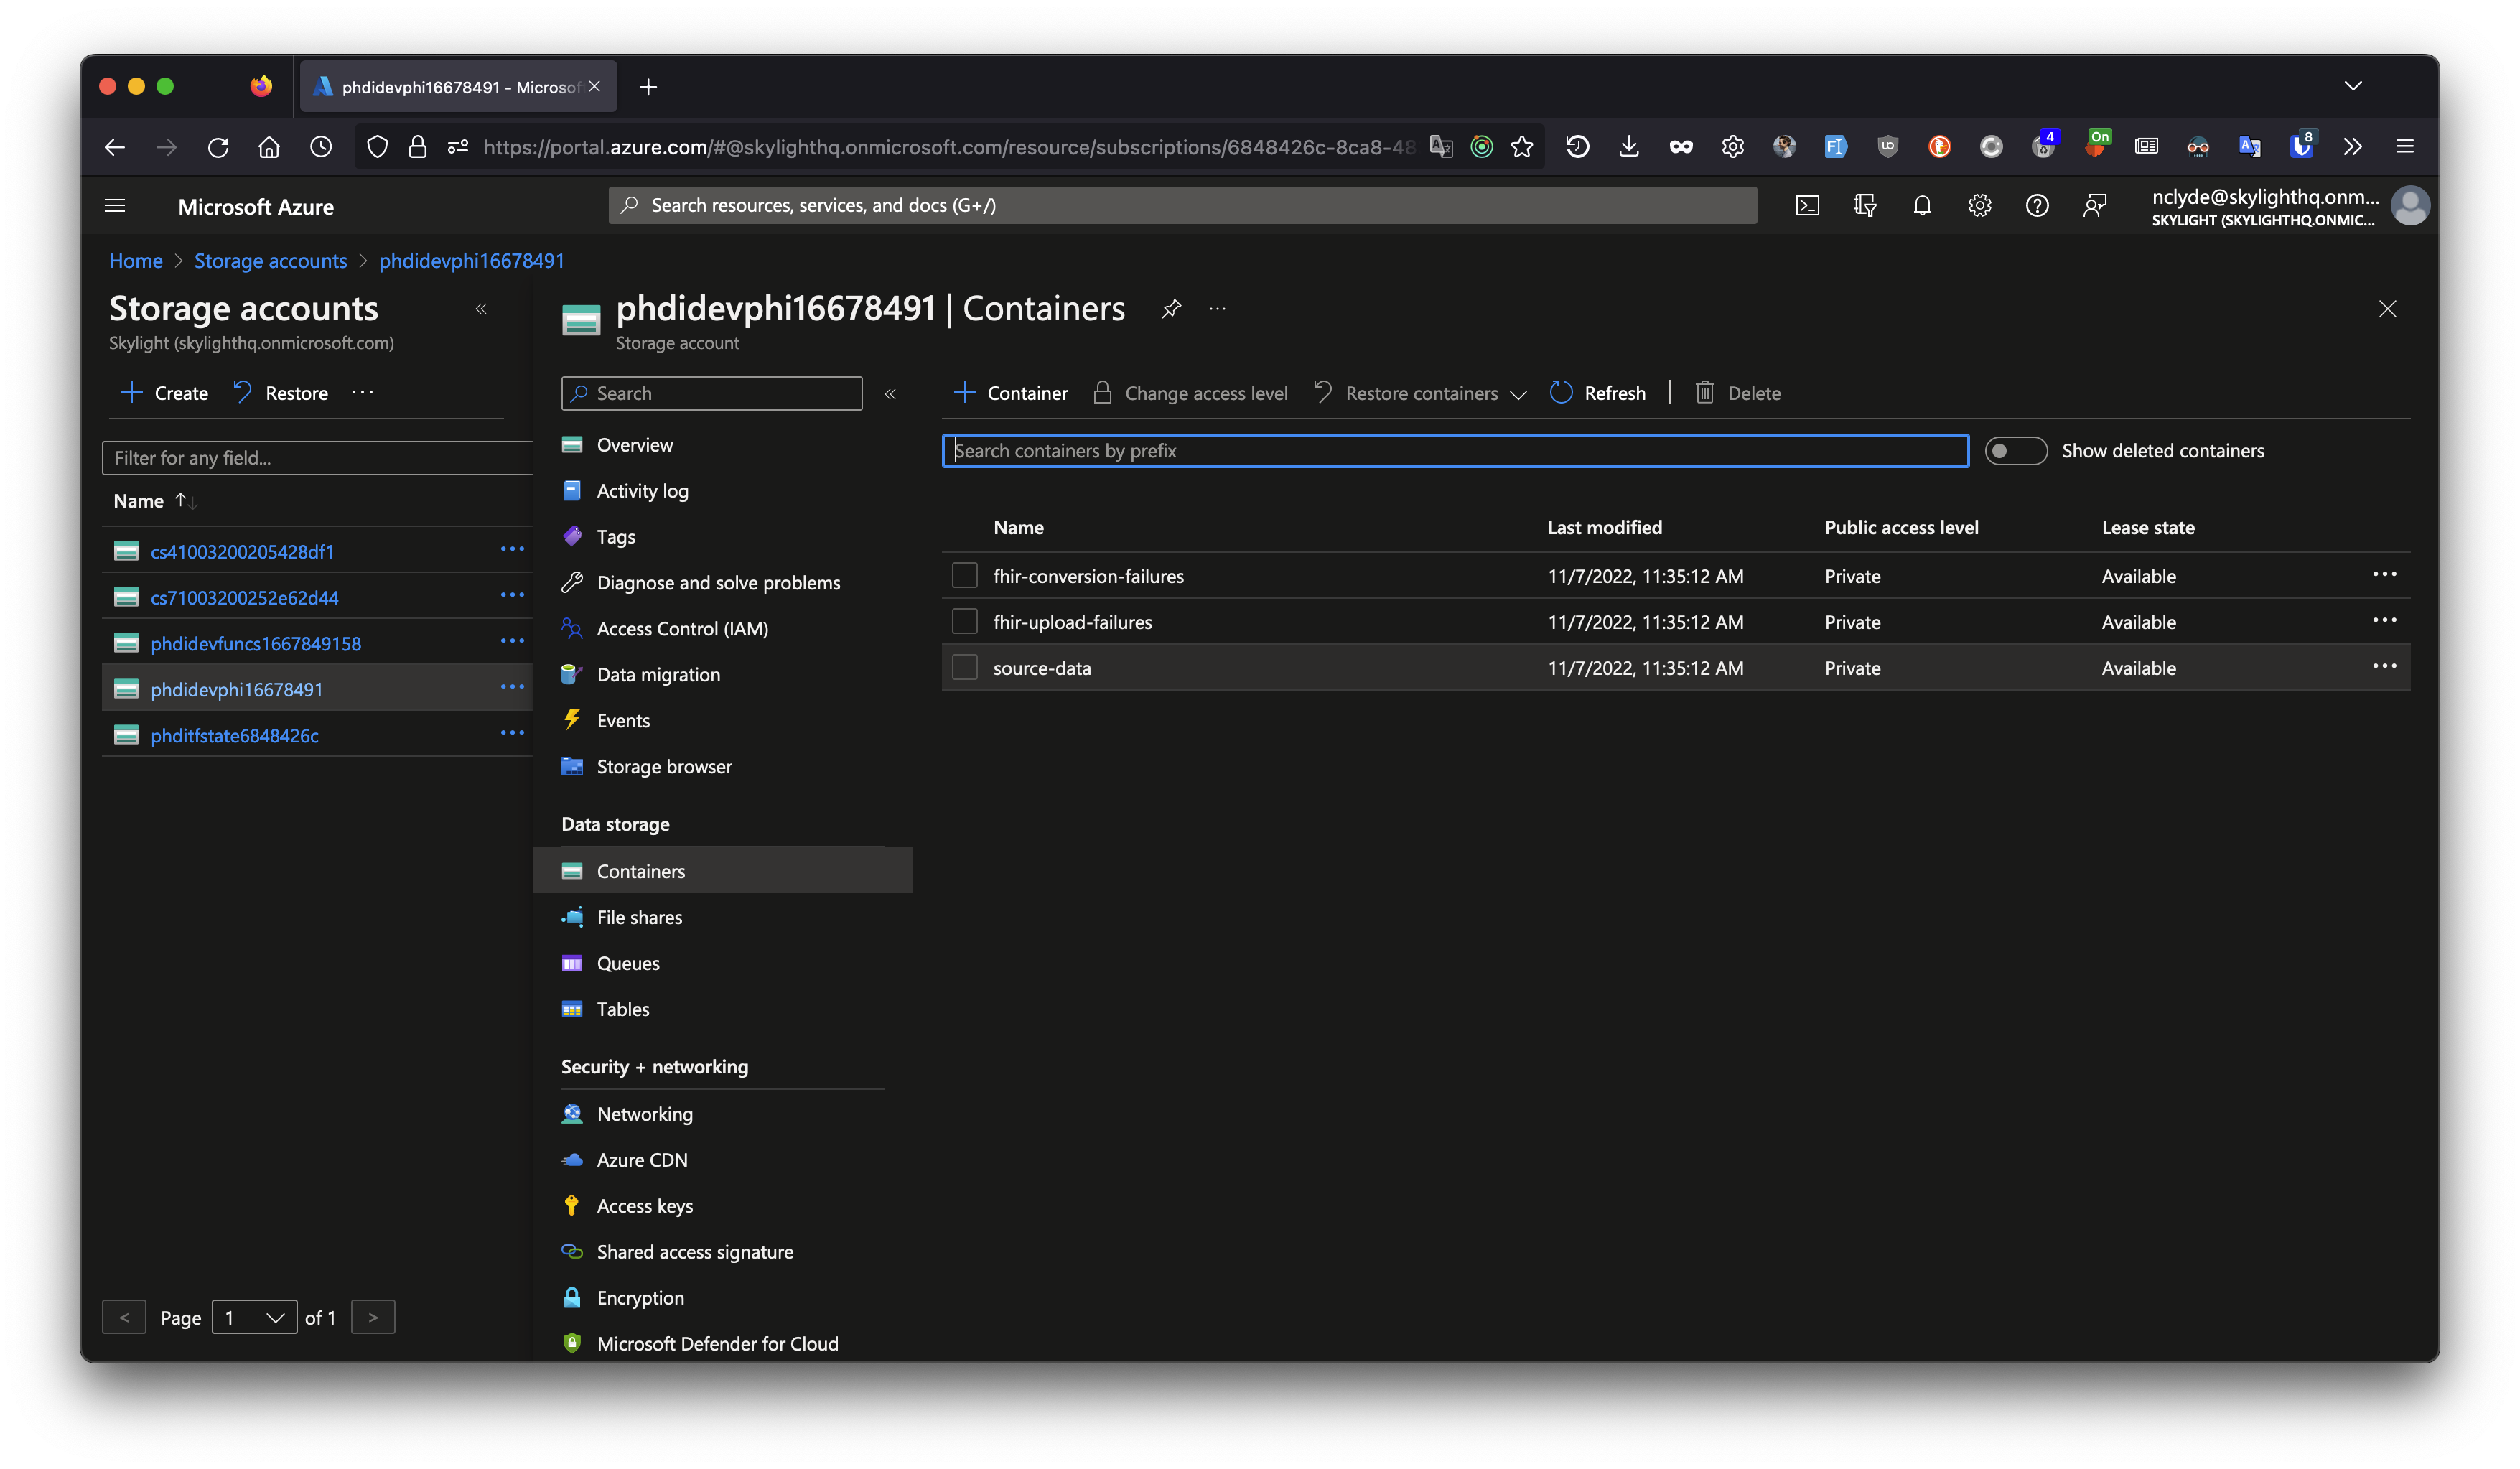 phdidevphi16678491 - Microsof
https://portal.azure.com/#@skylighthq.onmicrosoft.com/resource/subscriptions/6848426c-8ca8-48
4
On
8
Microsoft Azure
Search resources, services, and docs (G+/)
nclyde@skylighthq.onm...
SKYLIGHT (SKYLIGHTHQ.ONMIC...
Home > Storage accounts > phdidevphi16678491
Storage accounts
Skylight (skylighthq.onmicrosoft.com)
Create
Restore
Filter for any field...
Name
cs41003200205428df1
cs71003200252e62d44
phdidevfuncs1667849158
phdidevphi16678491
phditfstate6848426c
< Page 1 of 1 >
phdidevphi16678491 | Containers
Storage account
Search
Overview
Activity log
Tags
Diagnose and solve problems
Access Control (IAM)
Data migration
Events
Storage browser
Data storage
Containers
File shares
Queues
Tables
Security + networking
Networking
Azure CDN
Access keys
Shared access signature
Encryption
Microsoft Defender for Cloud
Container
Change access level
Restore containers
Refresh
Delete
Search containers by prefix
Show deleted containers
Name Last modified Public access level Lease state
fhir-conversion-failures 11/7/2022, 11:35:12 AM Private Available
fhir-upload-failures 11/7/2022, 11:35:12 AM Private Available
source-data 11/7/2022, 11:35:12 AM Private Available